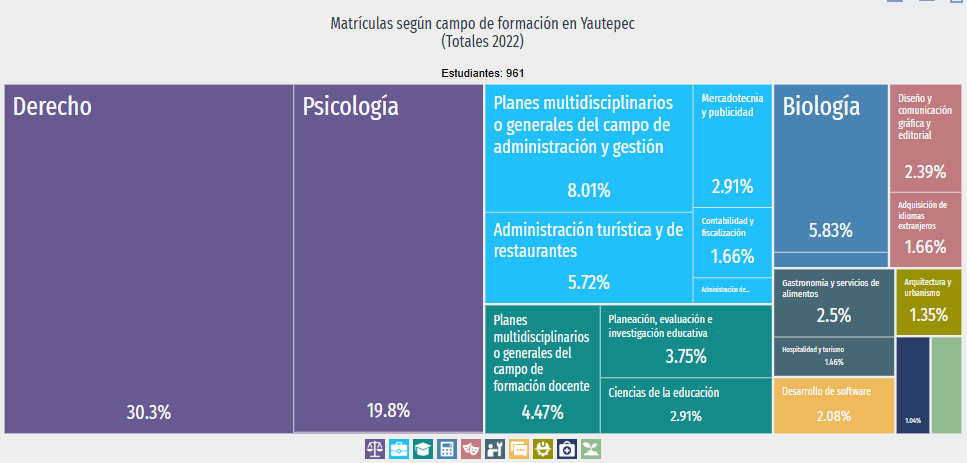 Matrículas según campo de formación en Yautepec
(Totales 2022)
Estudiantes: 961
Derecho
30.3%
Psicología
19.8%
Planes multidisciplinarios
o generales del campo de
administración y gestión
8.01%
Administración turística y de
restaurantes
5.72%
Mercadotecnia
y publicidad
2.91%
Contabilidad y
fiscalización
1.66%
Administración de...
Planes
multidisciplinarios
o generales del
campo de
formación docente
4.47%
Planeación, evaluación e
investigación educativa
3.75%
Ciencias de la educación
2.91%
Biología
5.83%
Diseño y
comunicación
gráfica y
editorial
2.39%
Adquisición de
idiomas
extranjeros
1.66%
Gastronomía y servicios de
alimentos
2.5%
Hospitalidad y turismo
1.46%
Arquitectura y
urbanismo
1.35%
Desarrollo de software
2.08%
1.04%